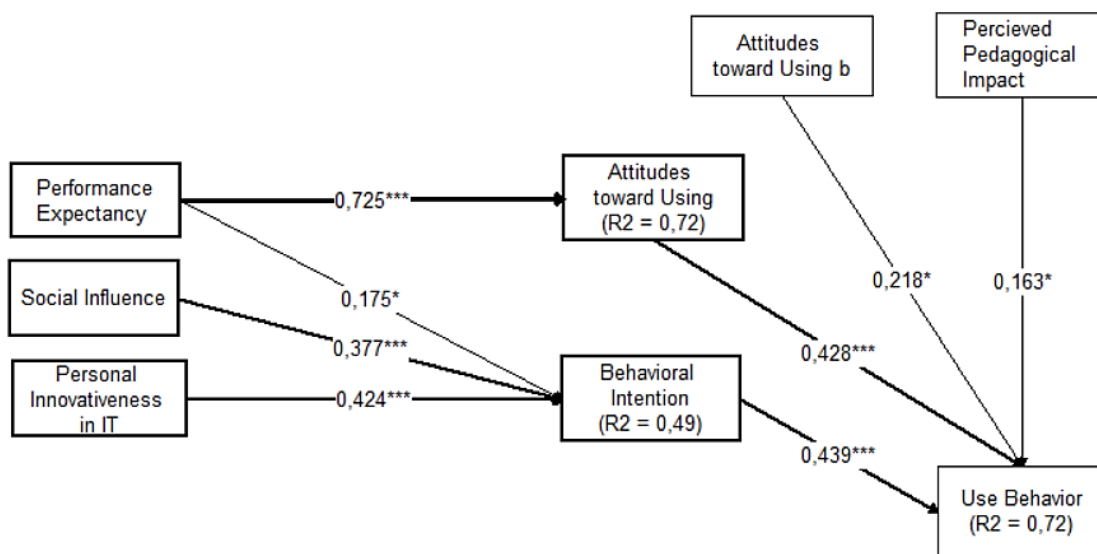 Attitudes
toward Using b
Percieved
Pedagogical
Impact
Performance
Expectancy
0,725***
Attitudes
toward Using
(R2 = 0,72)
Social Influence
0,175*
0,218*
0,163*
0,377***
0,428***
Personal
Innovativeness
in IT
0,424***
Behavioral
Intention
(R2 = 0,49)
0,439***
Use Behavior
(R2 = 0,72)